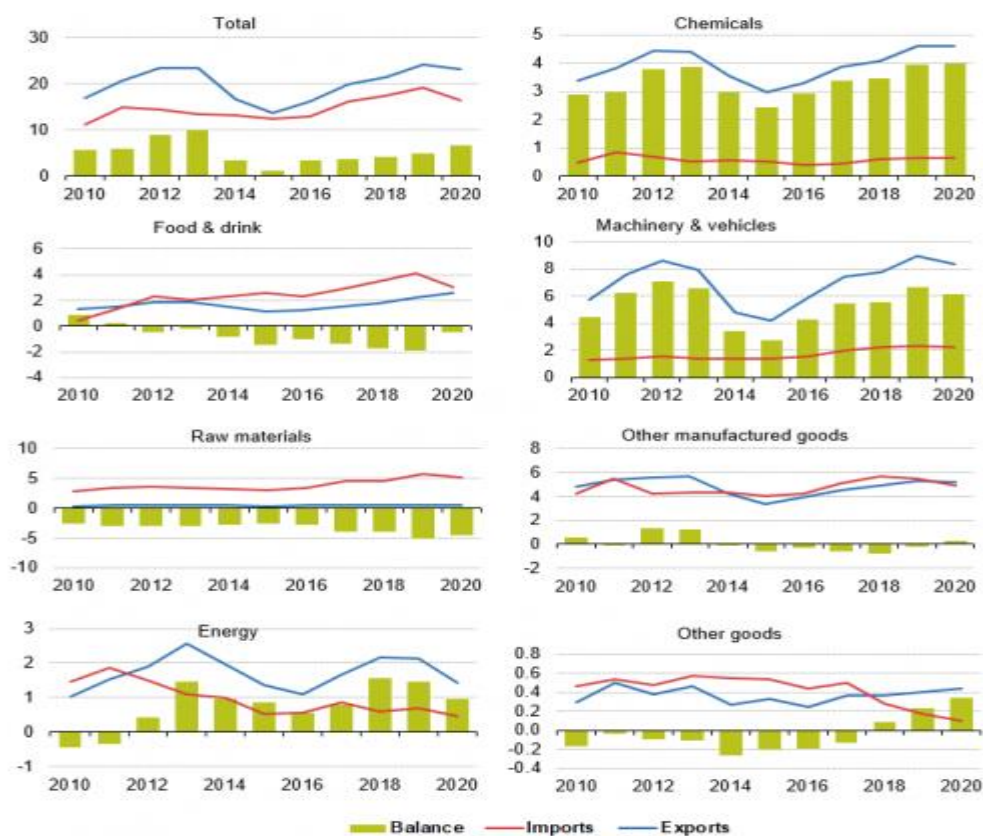 Total
30
20
10
0
2010 2012 2014 2016 2018 2020
Chemicals
5
4
3
2
1
0
2010 2012 2014 2016 2018 2020
Food & drink
6
4
2
0
-2
-4
2010 2012 2014 2016 2018 2020
Machinery & vehicles
10
8
6
4
2
0
2010 2012 2014 2016 2018 2020
Raw materials
10
5
0
-5
-10
2010 2012 2014 2016 2018 2020
Other manufactured goods
8
6
4
2
0
-2
2010 2012 2014 2016 2018 2020
Energy
3
2
1
0
-1
2010 2012 2014 2016 2018 2020
Other goods
0.8
0.6
0.4
0.2
0.0
-0.2
-0.4
2010 2012 2014 2016 2018 2020
Balance Imports Exports